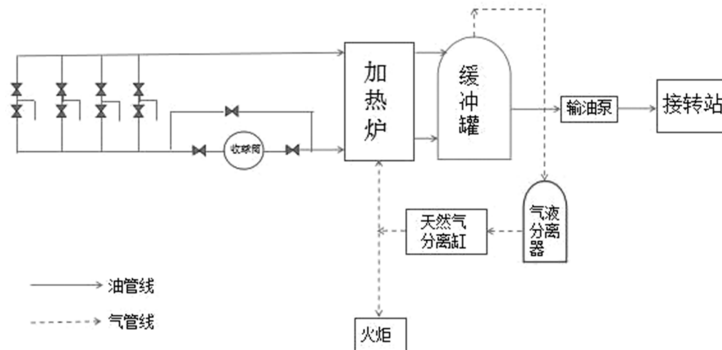 加热炉
缓冲罐
输油泵
接转站
收球筒
天然气
分离缸
气液
分离
器
油管线
气管线
火炬